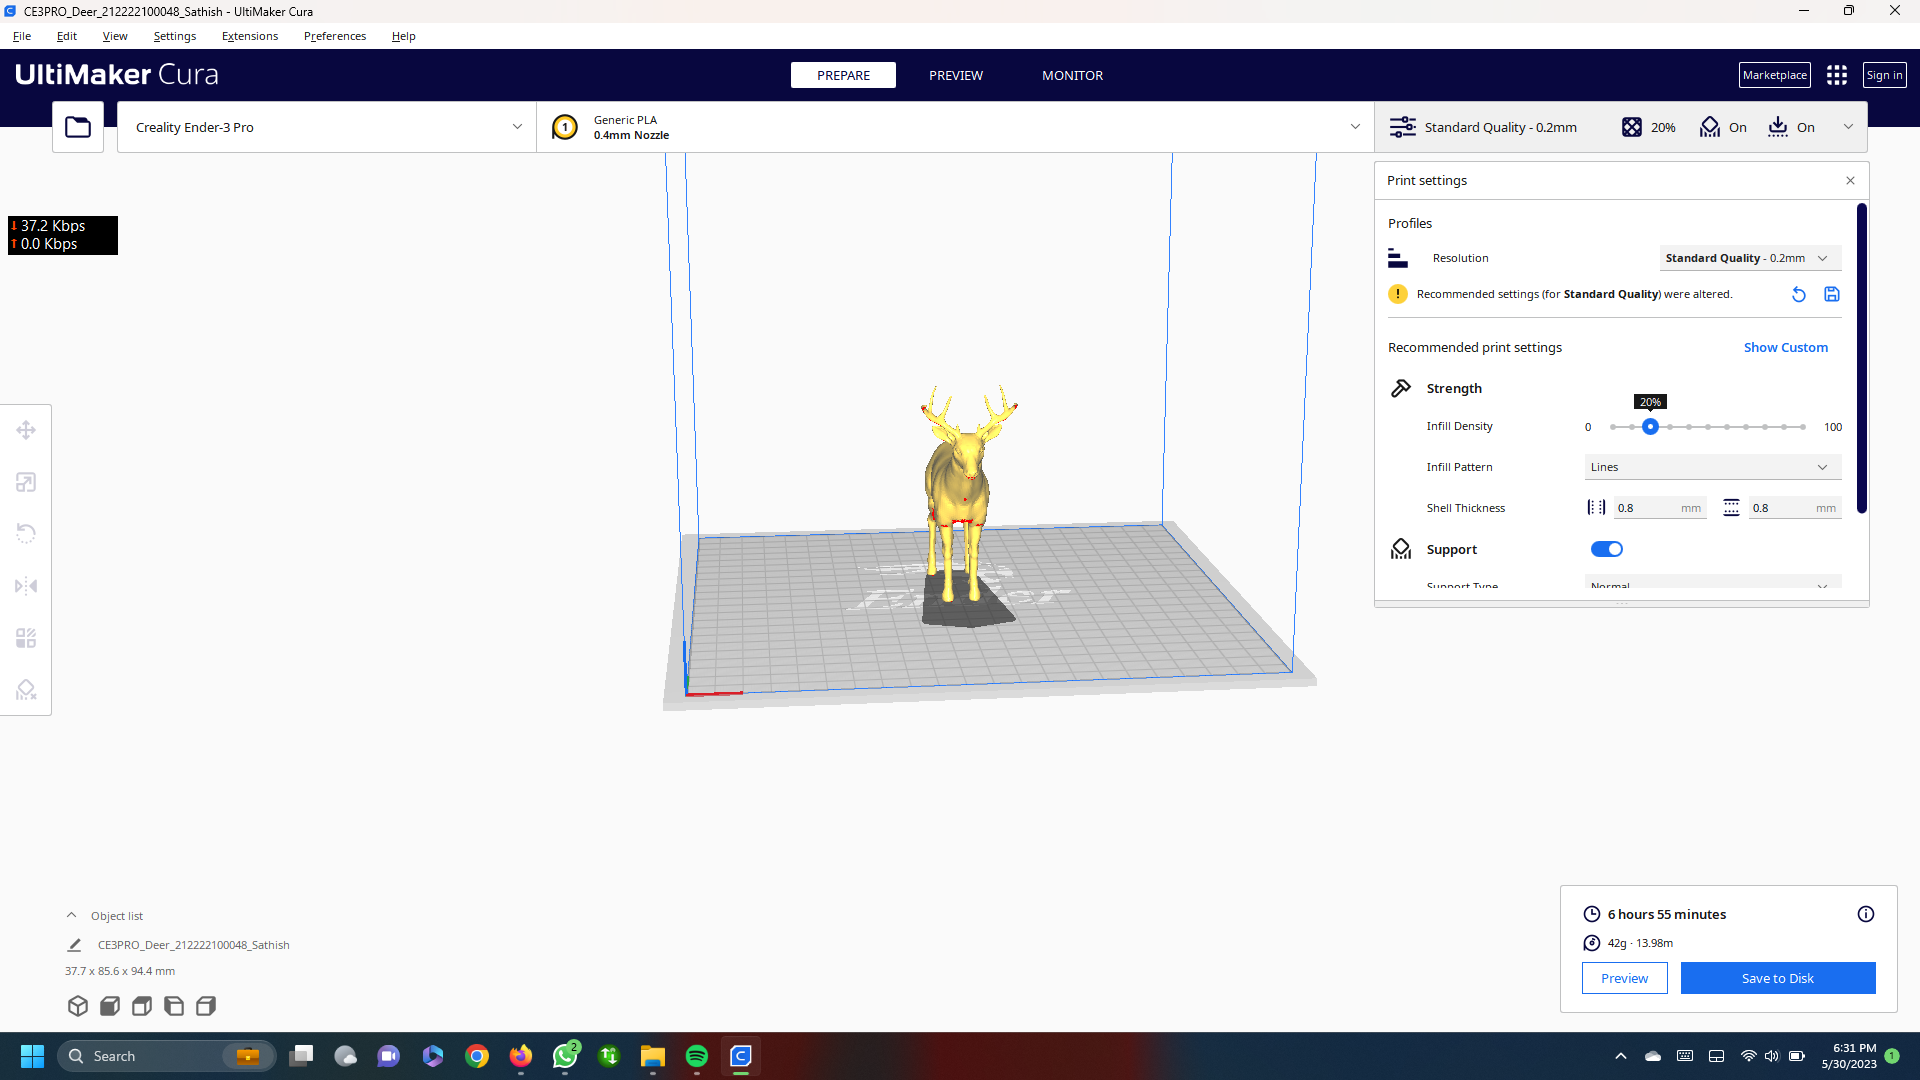 CE3PRO_Deer_212222100048_Sathish - UltiMaker Cura
File Edit View Settings Extensions Preferences Help
UltiMaker Cura
PREPARE PREVIEW MONITOR
Marketplace Sign in
Creality Ender-3 Pro
1 Generic PLA
0.4mm Nozzle
Standard Quality - 0.2mm 20% On On
37.2 Kbps
0.0 Kbps
Print settings
Profiles
Resolution Standard Quality - 0.2mm
Recommended settings (for Standard Quality) were altered.
Recommended print settings Show Custom
Strength
20%
Infill Density 0 100
Infill Pattern Lines
Shell Thickness 0.8 mm 0.8 mm
Support
Support Type Normal
Object list
CE3PRO_Deer_212222100048_Sathish
37.7 x 85.6 x 94.4 mm
6 hours 55 minutes
42g · 13.98m
Preview Save to Disk
Search
2
6:31 PM
5/30/2023
1